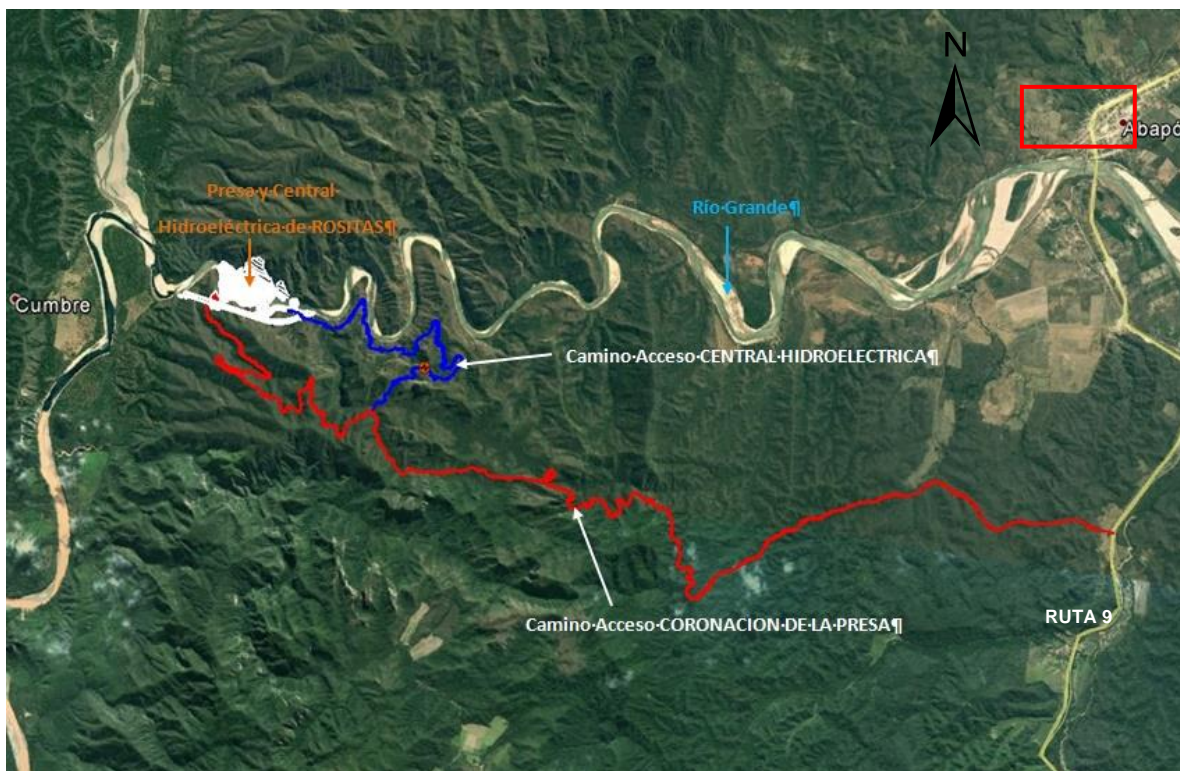 N
Abapó
Presa·y·Central·
Hidroeléctrica·de·ROSITAS¶
Río·Grande¶
Cumbre
Camino·Acceso·CENTRAL·HIDROELECTRICA¶
RUTA 9
Camino·Acceso·CORONACION·DE·LA·PRESA¶